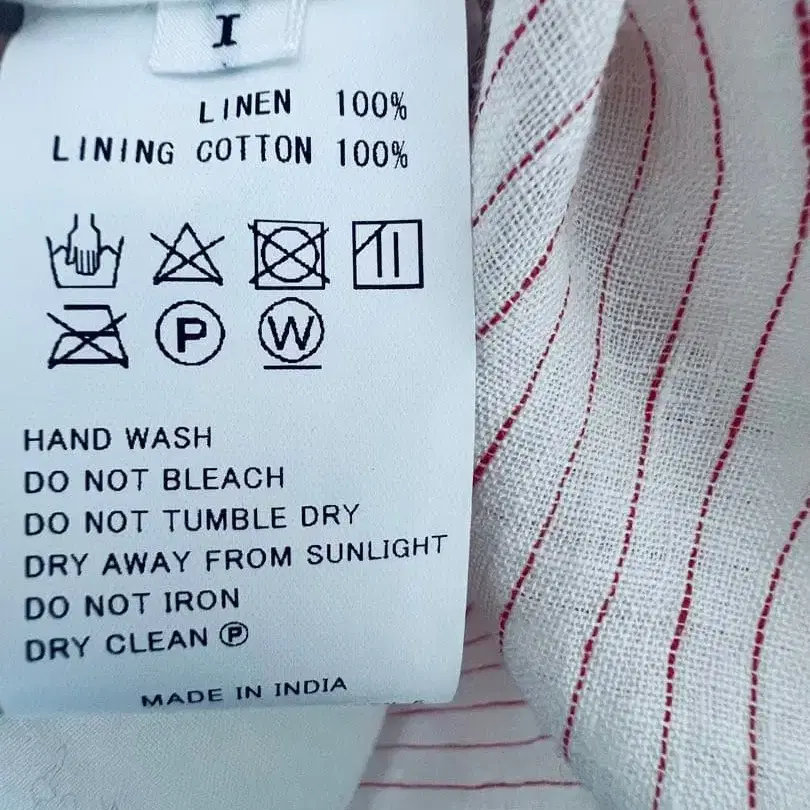 I
LINEN 100%
LINING COTTON 100%
P W
HAND WASH
DO NOT BLEACH
DO NOT TUMBLE DRY
DRY AWAY FROM SUNLIGHT
DO NOT IRON
DRY CLEAN Ⓟ
MADE IN INDIA